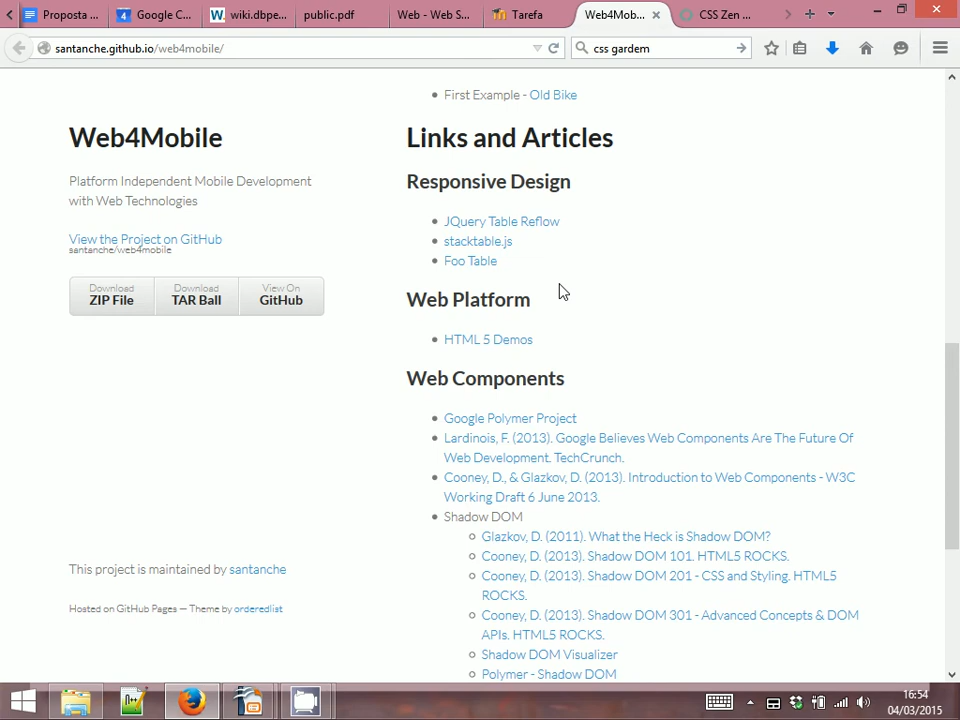 Proposta ...
Google C...
wiki.dbpe...
public.pdf
Web - Web S...
Tarefa
Web4Mob...
CSS Zen ...
santanche.github.io/web4mobile/
css gardem
First Example - Old Bike
Web4Mobile
Platform Independent Mobile Development
with Web Technologies
View the Project on GitHub
santanche/web4mobile
Download
ZIP File
Download
TAR Ball
View On
GitHub
This project is maintained by santanche
Hosted on GitHub Pages — Theme by orderedlist
Links and Articles
Responsive Design
JQuery Table Reflow
stacktable.js
Foo Table
Web Platform
HTML 5 Demos
Web Components
Google Polymer Project
Lardinois, F. (2013). Google Believes Web Components Are The Future Of
Web Development. TechCrunch.
Cooney, D., & Glazkov, D. (2013). Introduction to Web Components - W3C
Working Draft 6 June 2013.
Shadow DOM
Glazkov, D. (2011). What the Heck is Shadow DOM?
Cooney, D. (2013). Shadow DOM 101. HTML5 ROCKS.
Cooney, D. (2013). Shadow DOM 201 - CSS and Styling. HTML5
ROCKS.
Cooney, D. (2013). Shadow DOM 301 - Advanced Concepts & DOM
APIs. HTML5 ROCKS.
Shadow DOM Visualizer
Polymer - Shadow DOM
16:54
04/03/2015